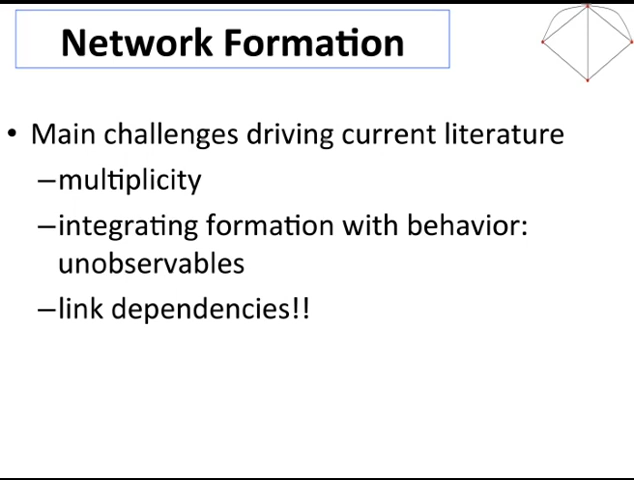 Network Formation
• Main challenges driving current literature
–multiplicity
–integrating formation with behavior:
unobservables
–link dependencies!!